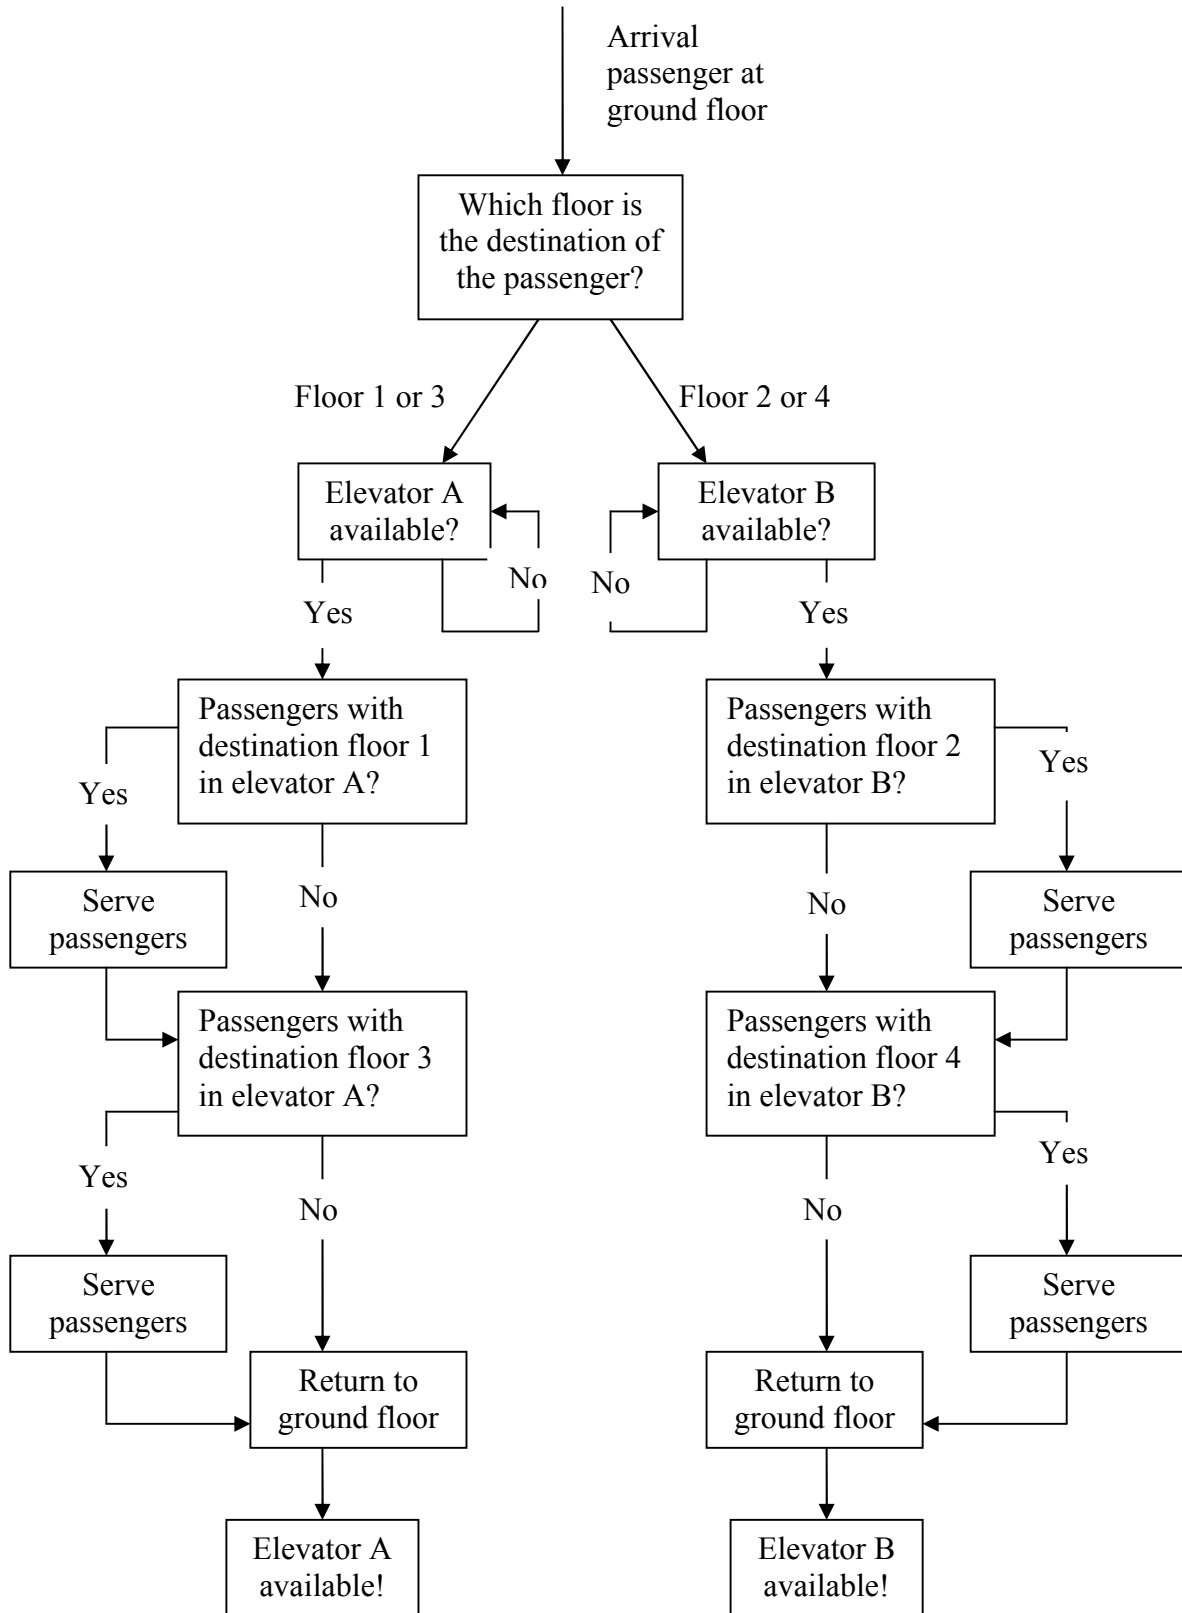 Arrival
passenger at
ground floor
Which floor is
the destination of
the passenger?
Floor 1 or 3
Floor 2 or 4
Elevator A
available?
Elevator B
available?
No
No
Yes
Yes
Passengers with
destination floor 1
in elevator A?
Passengers with
destination floor 2
in elevator B?
Yes
Yes
No
No
Serve
passengers
Serve
passengers
Passengers with
destination floor 3
in elevator A?
Passengers with
destination floor 4
in elevator B?
Yes
Yes
No
No
Serve
passengers
Serve
passengers
Return to
ground floor
Return to
ground floor
Elevator A
available!
Elevator B
available!